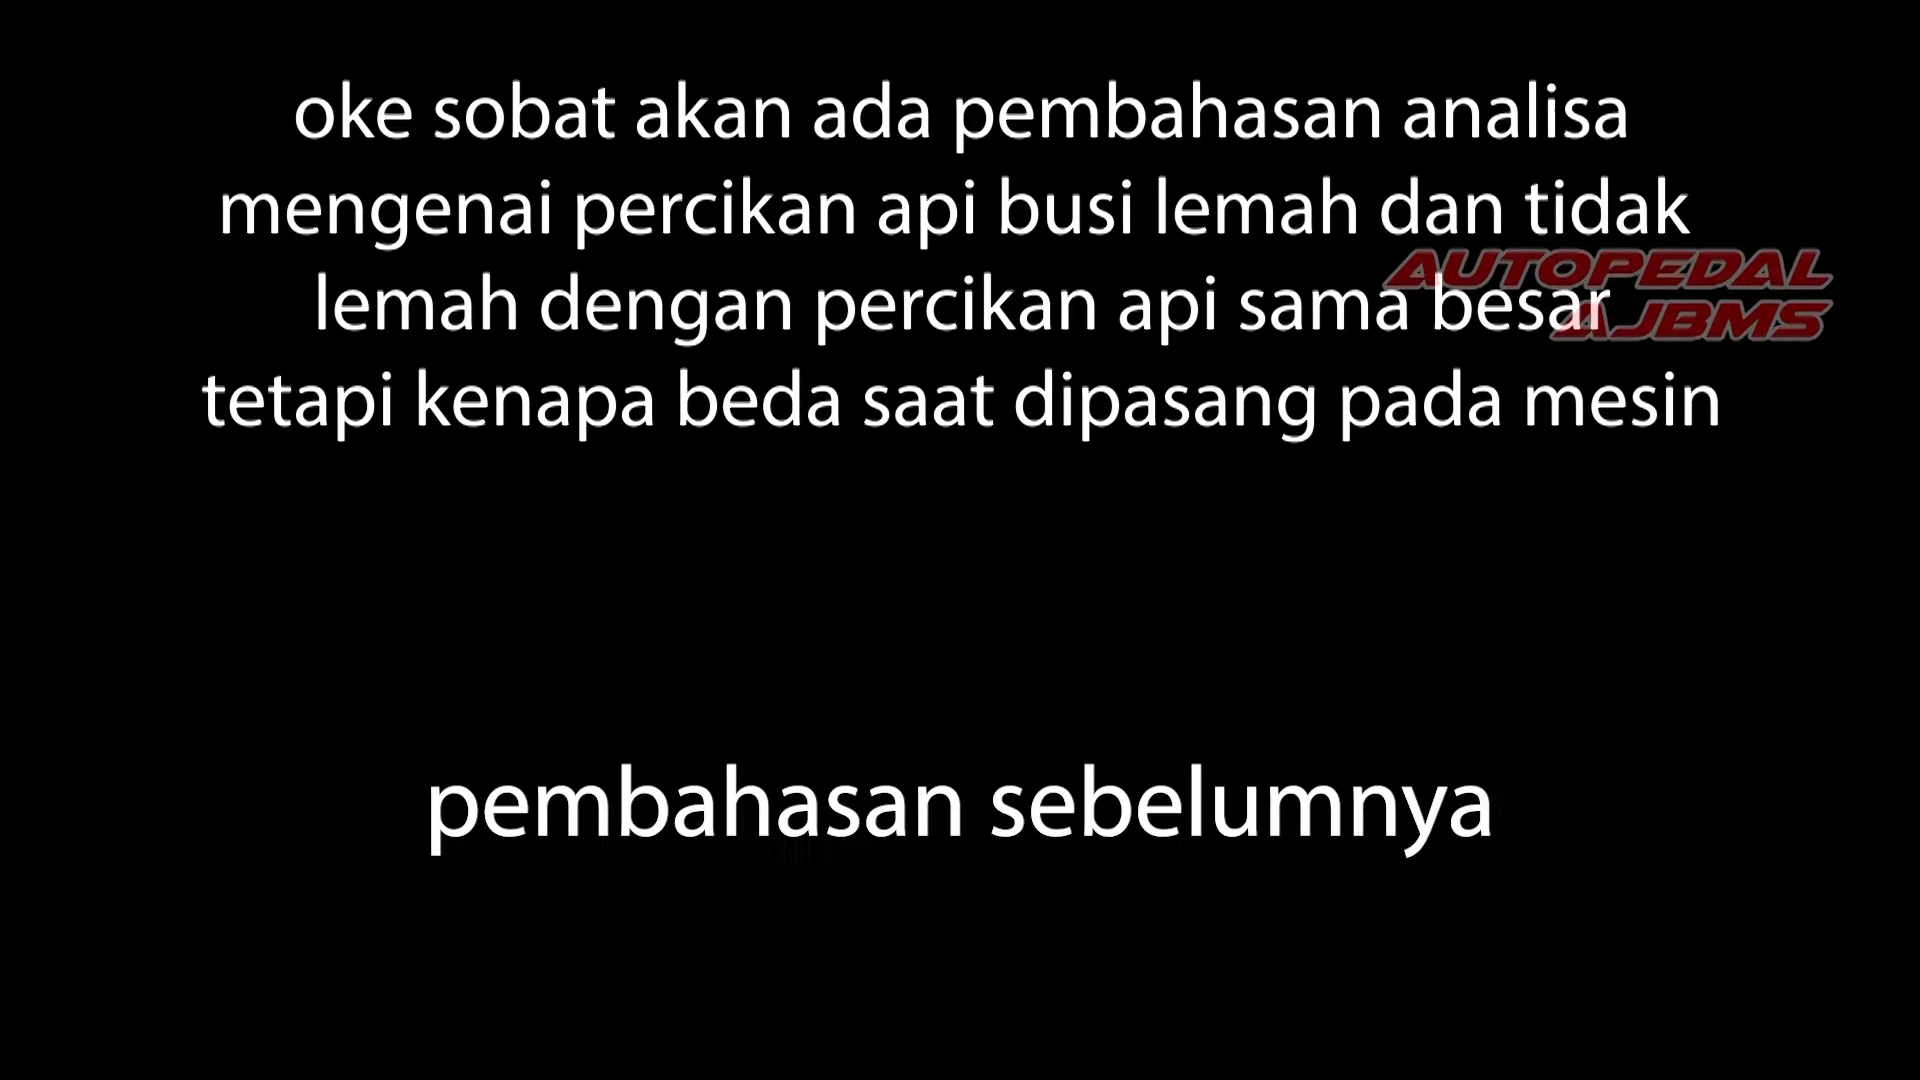 oke sobat akan ada pembahasan analisa
mengenai percikan api busi lemah dan tidak
lemah dengan percikan api sama besar
tetapi kenapa beda saat dipasang pada mesin
AUTOPEDAL
AJBMS
pembahasan sebelumnya